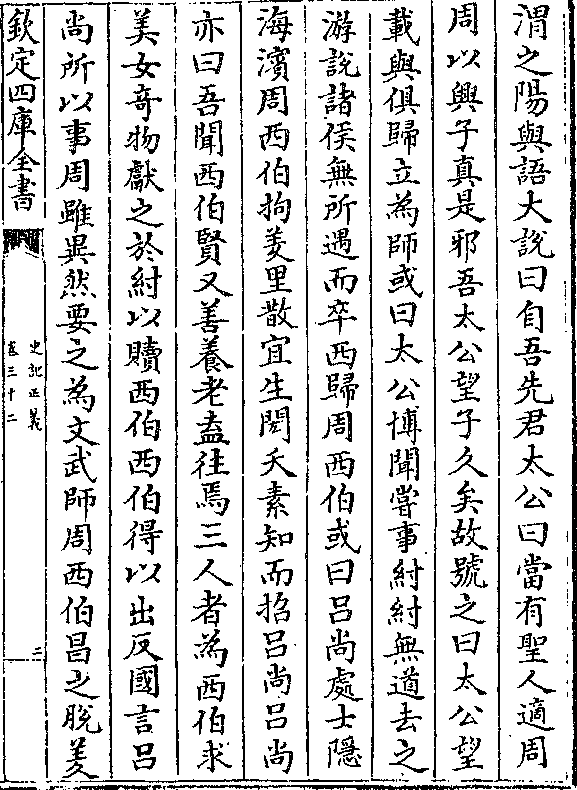 渭之陽與語大說曰自吾先君太公曰當有聖人適周
周以興子真是邪吾太公望子久矣故號之曰太公望
載與俱歸立為師或曰太公博聞嘗事紂紂無道去之
游說諸侯無所遇而卒西歸周西伯或曰吕尚處士隱
海濱周西伯拘羑里散宜生閎夭素知而招吕尚吕尚
亦曰吾聞西伯賢又善養老盍往焉三人者為西伯求
美女奇物獻之於紂以贖西伯西伯得以出反國言吕
尚所以事周雖異然要之為文武師周西伯昌之脫羑
欽定四庫全書
史記正義
卷三十二
三